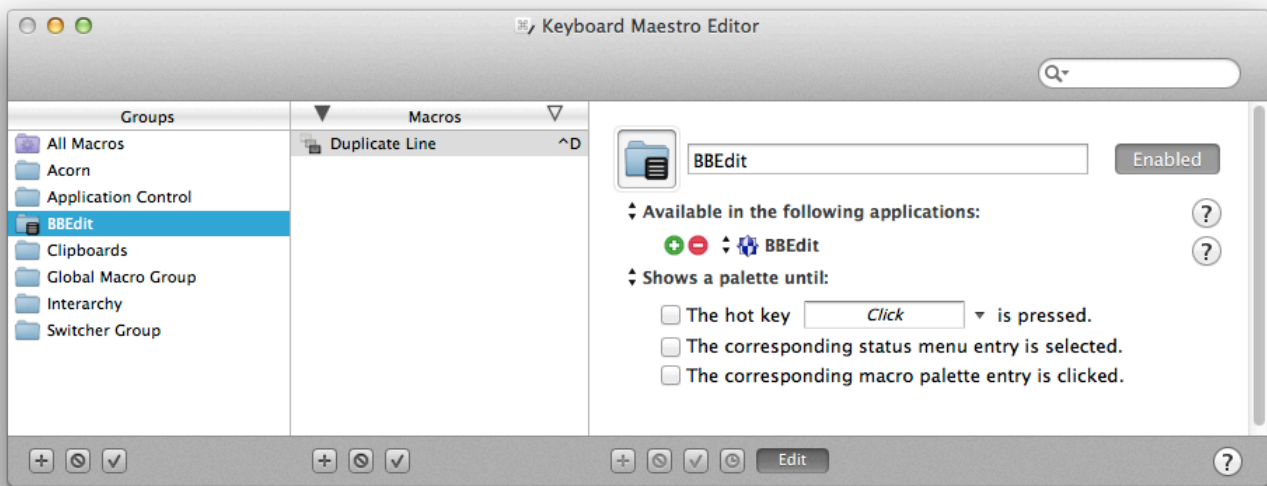 Keyboard Maestro Editor
Groups
All Macros
Acorn
Application Control
BBEdit
Clipboards
Global Macro Group
Interarchy
Switcher Group
Macros
Duplicate Line ^D
BBEdit Enabled
Available in the following applications: ?
BBEdit ?
Shows a palette until:
The hot key Click is pressed.
The corresponding status menu entry is selected.
The corresponding macro palette entry is clicked.
Edit ?